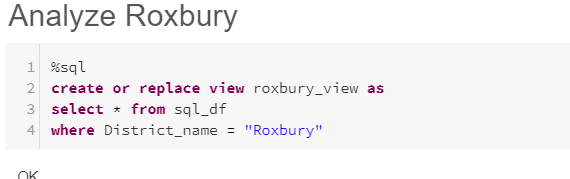 Analyze Roxbury
1 %sql
2 create or replace view roxbury_view as
3 select * from sql_df
4 where District_name = "Roxbury"
OK